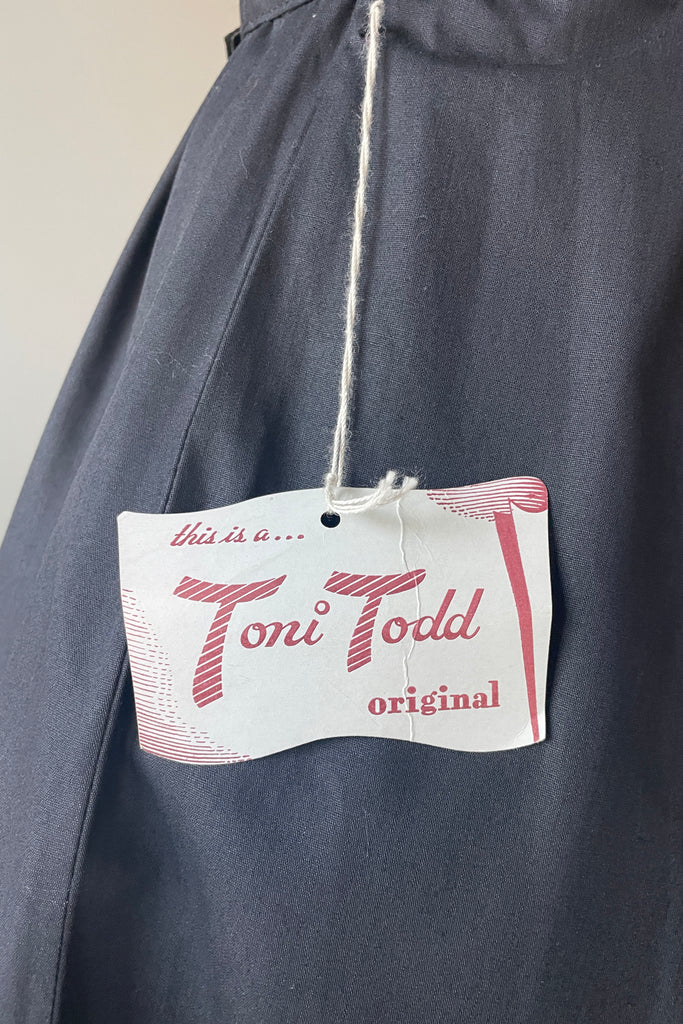 this is a...
Toni Todd
original